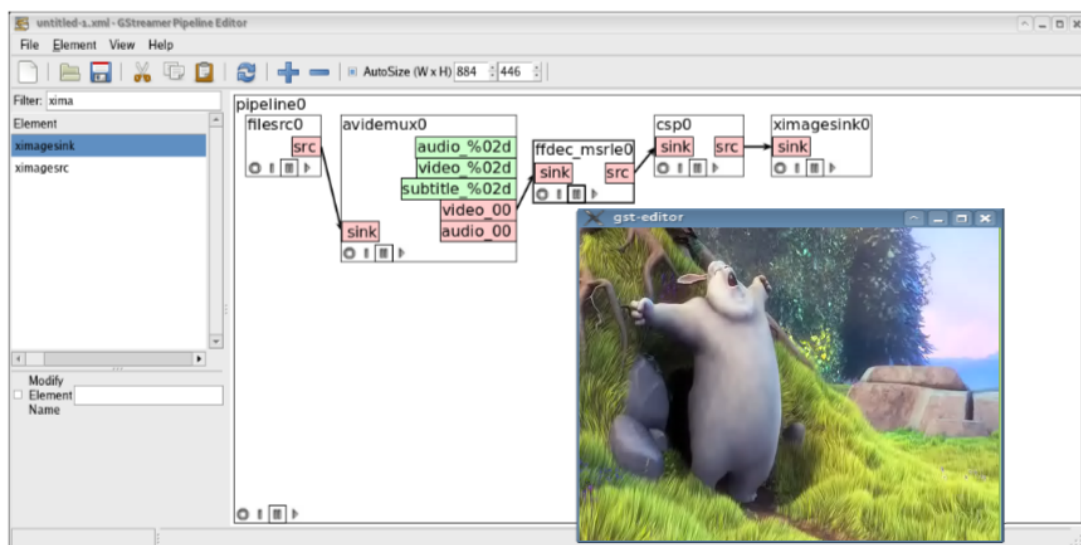 untitled-1.xml - GStreamer Pipeline Editor
File Element View Help
AutoSize (W x H) 884 446
Filter: xima
Element
ximagesink
ximagesrc
Modify
Element
Name
pipeline0
filesrc0
src
avidemux0
audio_%02d
video_%02d
subtitle_%02d
video_00
audio_00
sink
ffdec_msrle0
sink src
csp0
sink src
ximagesink0
sink
gst-editor